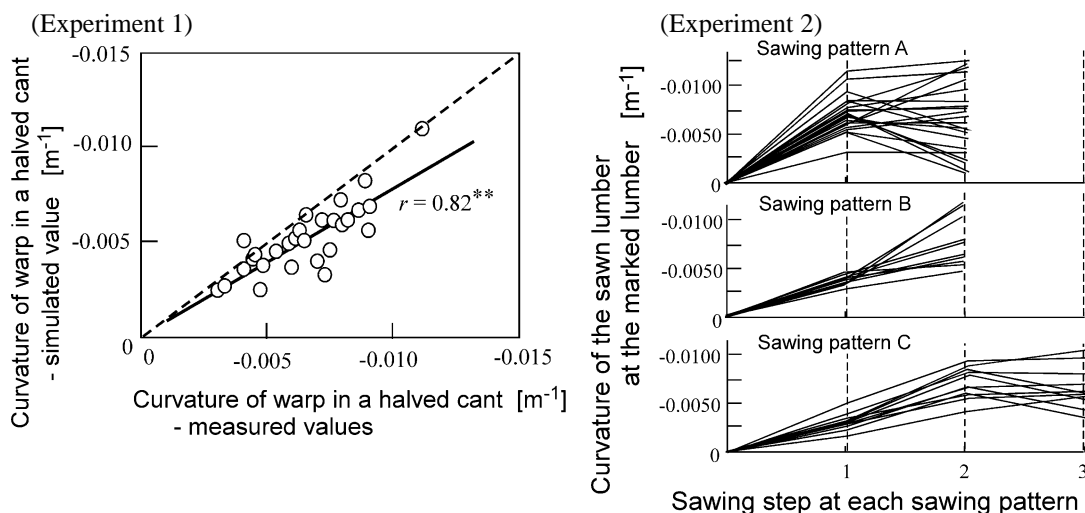 (Experiment 1)
Curvature of warp in a halved cant
- simulated value [m-1]
-0.015
-0.010
-0.005
0
r = 0.82**
0
-0.005
-0.010
-0.015
Curvature of warp in a halved cant [m-1]
- measured values
(Experiment 2)
Curvature of the sawn lumber
at the marked lumber [m-1]
Sawing pattern A
-0.0100
-0.0050
0
Sawing pattern B
-0.0100
-0.0050
0
Sawing pattern C
-0.0100
-0.0050
0
1
2
3
Sawing step at each sawing pattern